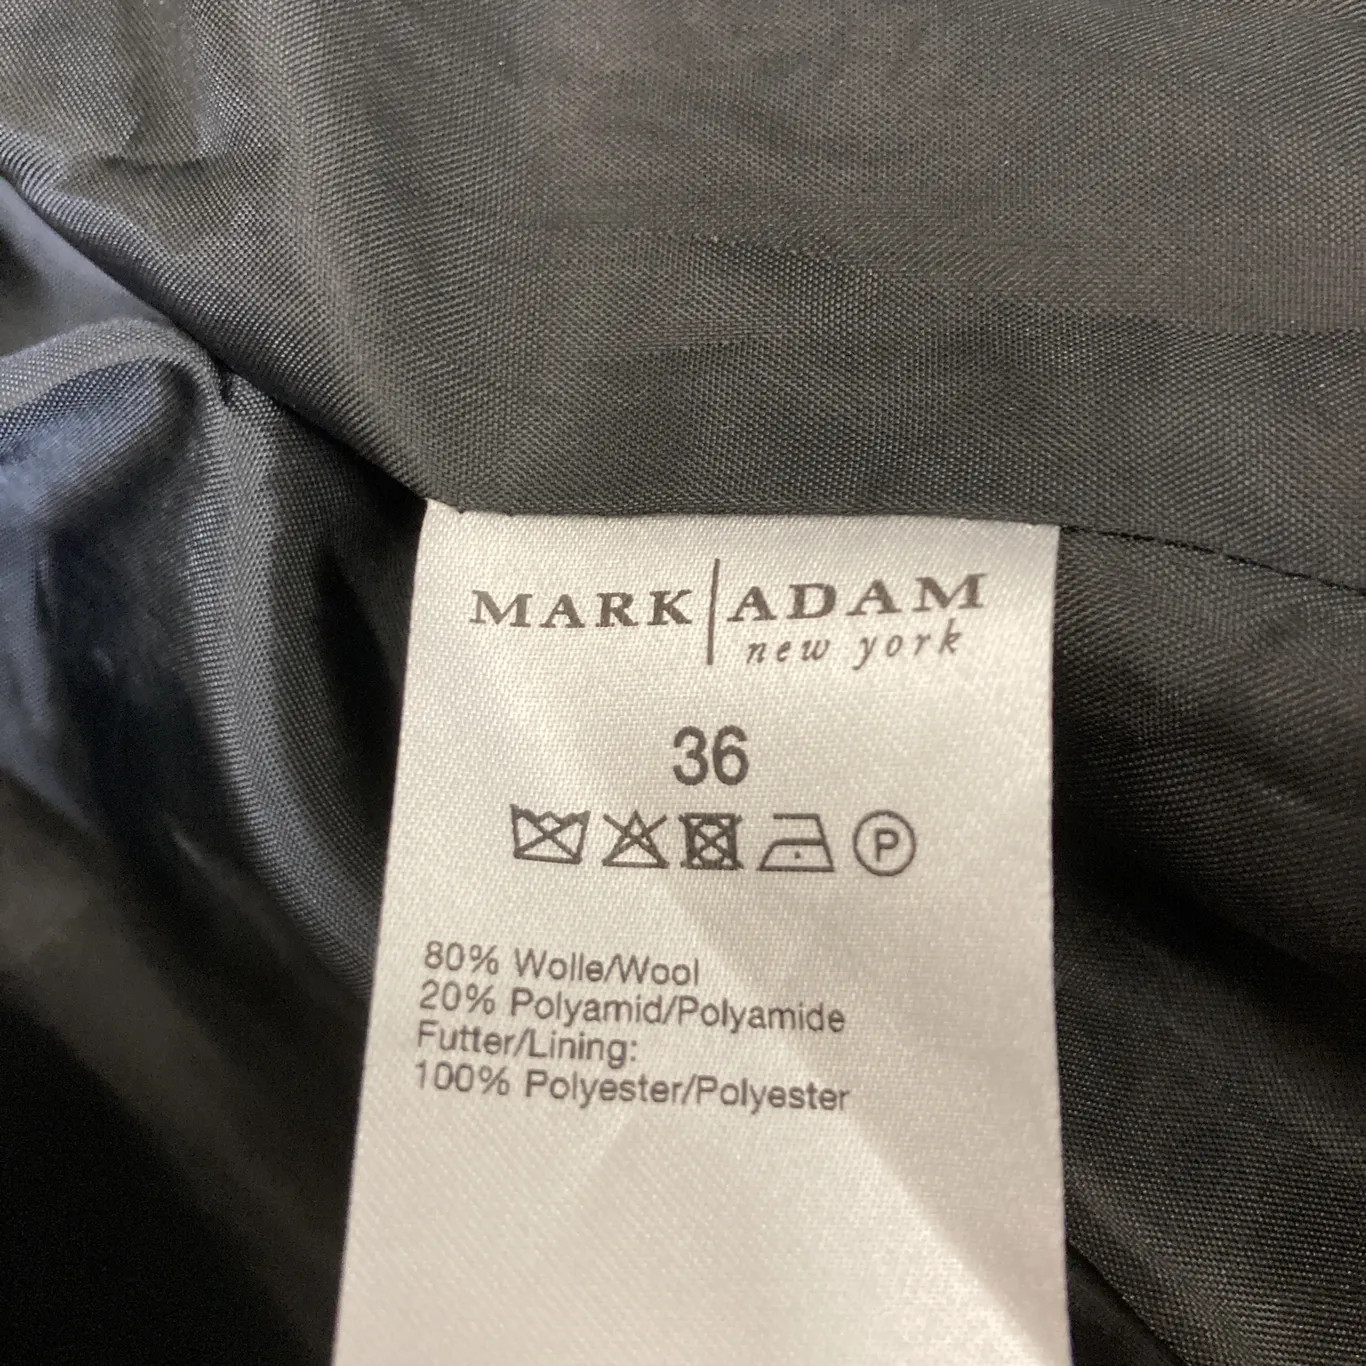 MARK|ADAM
new york
36
P
80% Wolle/Wool
20% Polyamid/Polyamide
Futter/Lining:
100% Polyester/Polyester